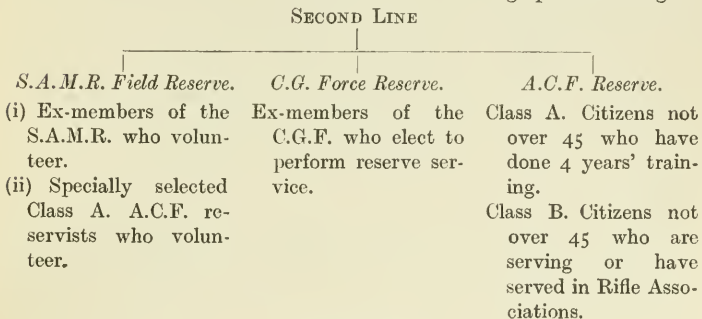 SECOND LINE
S.A.M.R. Field Reserve.
(i) Ex-members of the
S.A.M.R. who volun-
teer.
(ii) Specially selected
Class A. A.C.F. re-
servists who volun-
teer.
C.G. Force Reserve.
Ex-members of the
C.G.F. who elect to
perform reserve ser-
vice.
A.C.F. Reserve.
Class A. Citizens not
over 45 who have
done 4 years' train-
ing.
Class B. Citizens not
over 45 who are
serving or have
served in Rifle Asso-
ciations.